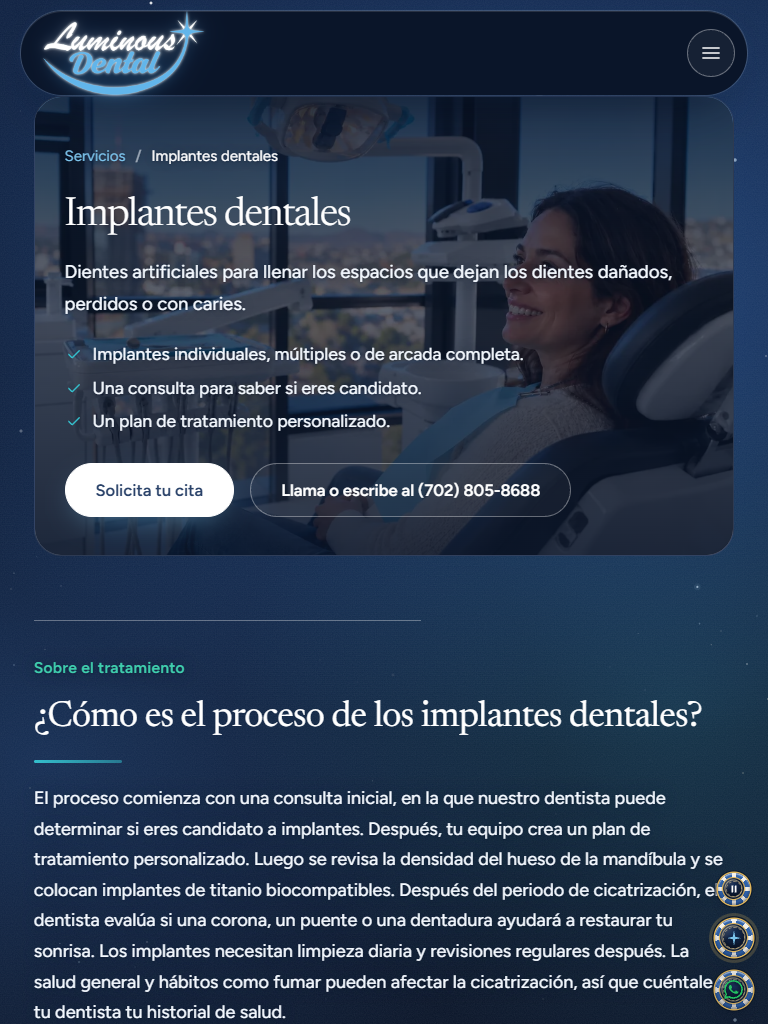 Luminous
Dental
Servicios / Implantes dentales
Implantes dentales
Dientes artificiales para llenar los espacios que dejan los dientes dañados,
perdidos o con caries.
Implantes individuales, múltiples o de arcada completa.
Una consulta para saber si eres candidato.
Un plan de tratamiento personalizado.
Solicita tu cita
Llama o escribe al (702) 805-8688
Sobre el tratamiento
¿Cómo es el proceso de los implantes dentales?
El proceso comienza con una consulta inicial, en la que nuestro dentista puede
determinar si eres candidato a implantes. Después, tu equipo crea un plan de
tratamiento personalizado. Luego se revisa la densidad del hueso de la mandíbula y se
colocan implantes de titanio biocompatibles. Después del periodo de cicatrización, el
dentista evalúa si una corona, un puente o una dentadura ayudará a restaurar tu
sonrisa. Los implantes necesitan limpieza diaria y revisiones regulares después. La
salud general y hábitos como fumar pueden afectar la cicatrización, así que cuéntale
tu dentista tu historial de salud.